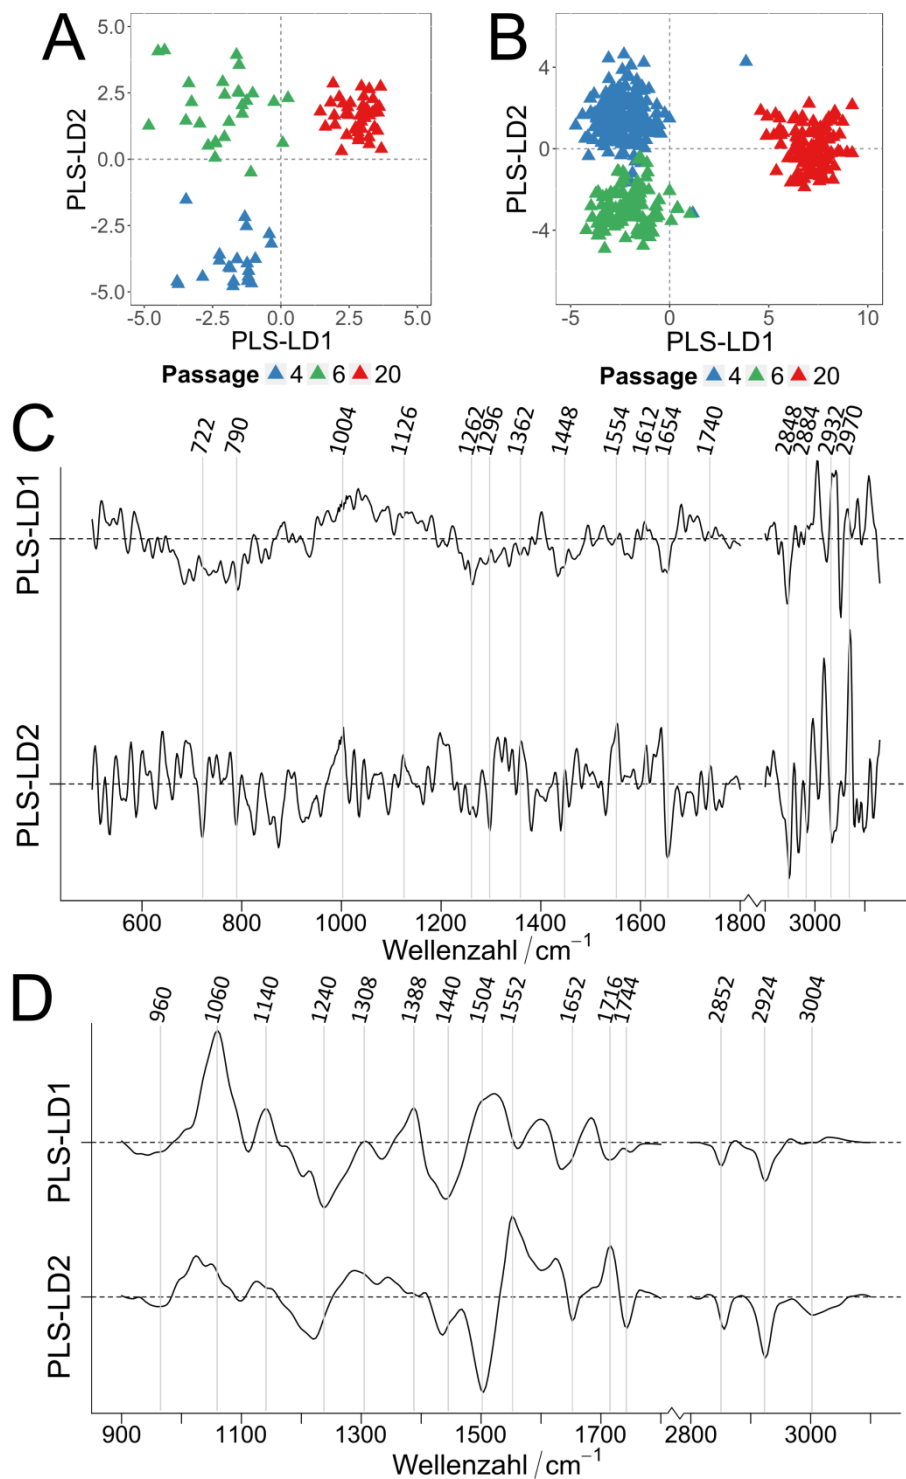 A
B
5.0
2.5
0.0
-2.5
-5.0
PLS-LD2
-5.0 -2.5 0.0 2.5 5.0
PLS-LD1
Passage 4 6 20
4
0
-4
PLS-LD2
-5 0 5 10
PLS-LD1
Passage 4 6 20
C
722 790 1004 1126 1262 1296 1362 1448 1554 1612 1654 1740 2848 2884 2932 2970
PLS-LD1
PLS-LD2
600 800 1000 1200 1400 1600 1800 3000
Wellenzahl / cm⁻¹
D
960 1060 1140 1240 1308 1388 1440 1504 1552 1652 1716 1744 2852 2924 3004
PLS-LD1
PLS-LD2
900 1100 1300 1500 1700 2800 3000
Wellenzahl / cm⁻¹